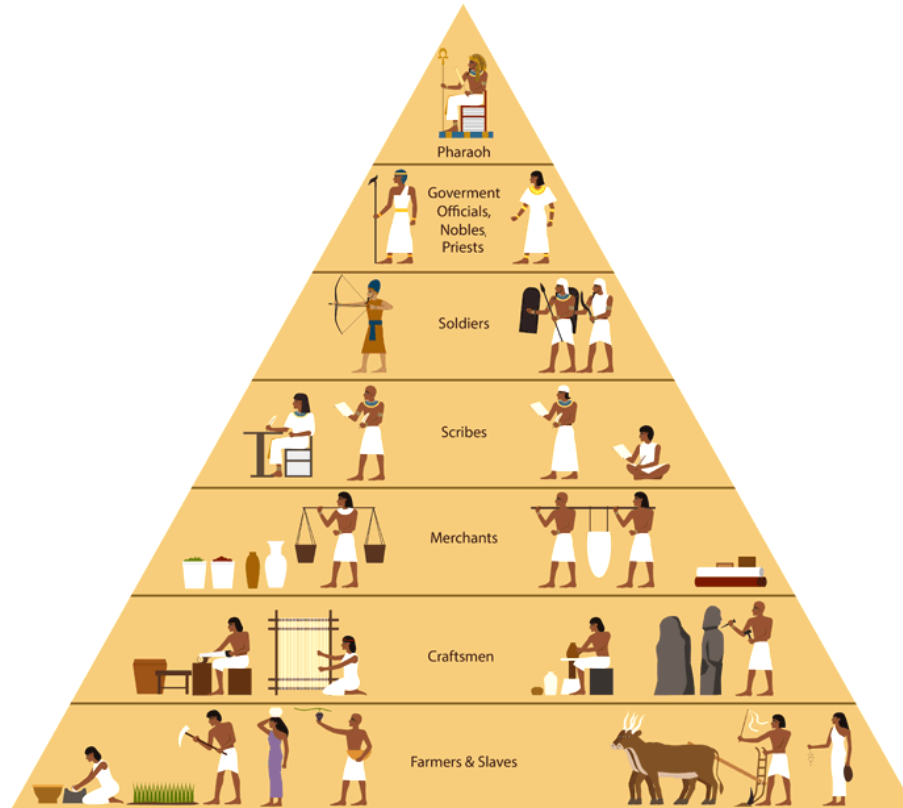 Pharaoh
Goverment
Officials,
Nobles,
Priests
Soldiers
Scribes
Merchants
Craftsmen
Farmers & Slaves